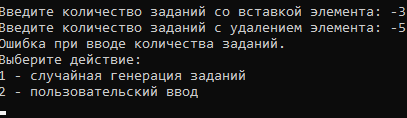 Введите количество заданий со вставкой элемента: -3
Введите количество заданий с удалением элемента: -5
Ошибка при вводе количества заданий.
Выберите действие:
1 - случайная генерация заданий
2 - пользовательский ввод